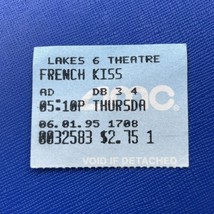 LAKES 6 THEATRE
FRENCH KISS
AD DB 3 4
05:10P THURSDA
amc
06.01.95 1708
0032583 $2.75 1
VOID IF DETACHED